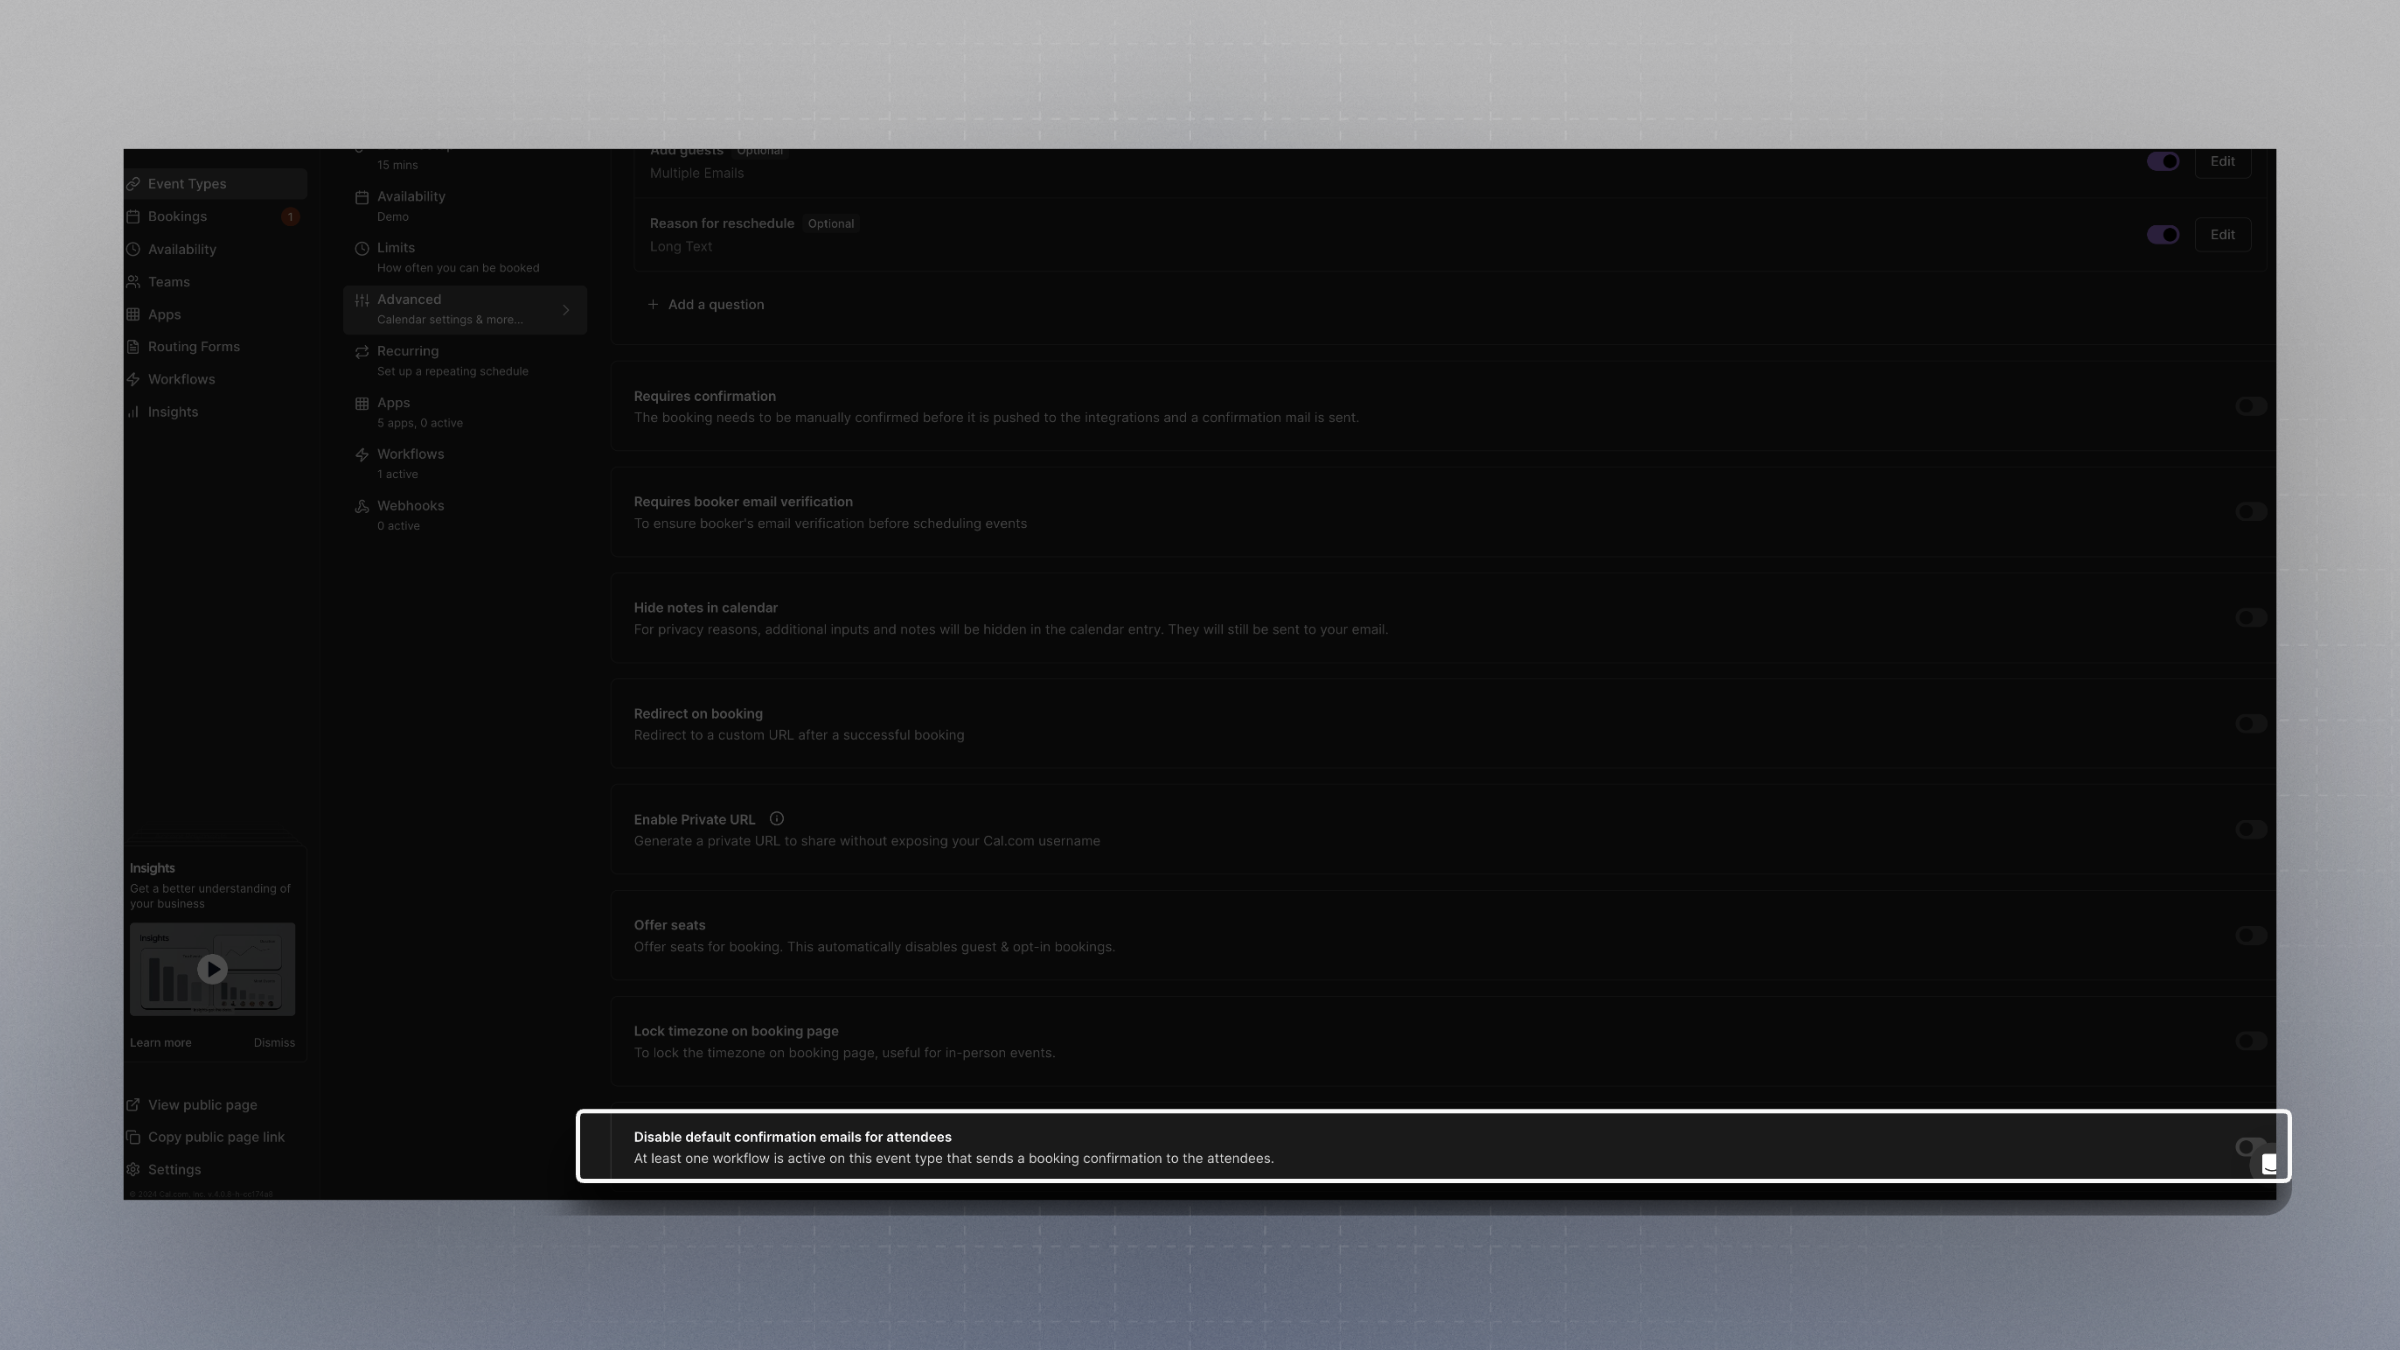 Event Types
Bookings
1
Availability
Teams
Apps
Routing Forms
Workflows
Insights
Insights
Get a better understanding of
your business
Insights
Learn more
Dismiss
View public page
Copy public page link
Settings
15 mins
Availability
Demo
Limits
How often you can be booked
Advanced
Calendar settings & more...
Recurring
Set up a repeating schedule
Apps
5 apps, 0 active
Workflows
1 active
Webhooks
0 active
Add guests Optional
Multiple Emails
Edit
Reason for reschedule Optional
Long Text
Edit
+ Add a question
Requires confirmation
The booking needs to be manually confirmed before it is pushed to the integrations and a confirmation mail is sent.
Requires booker email verification
To ensure booker's email verification before scheduling events
Hide notes in calendar
For privacy reasons, additional inputs and notes will be hidden in the calendar entry. They will still be sent to your email.
Redirect on booking
Redirect to a custom URL after a successful booking
Enable Private URL
Generate a private URL to share without exposing your Cal.com username
Offer seats
Offer seats for booking. This automatically disables guest & opt-in bookings.
Lock timezone on booking page
To lock the timezone on booking page, useful for in-person events.
Disable default confirmation emails for attendees
At least one workflow is active on this event type that sends a booking confirmation to the attendees.